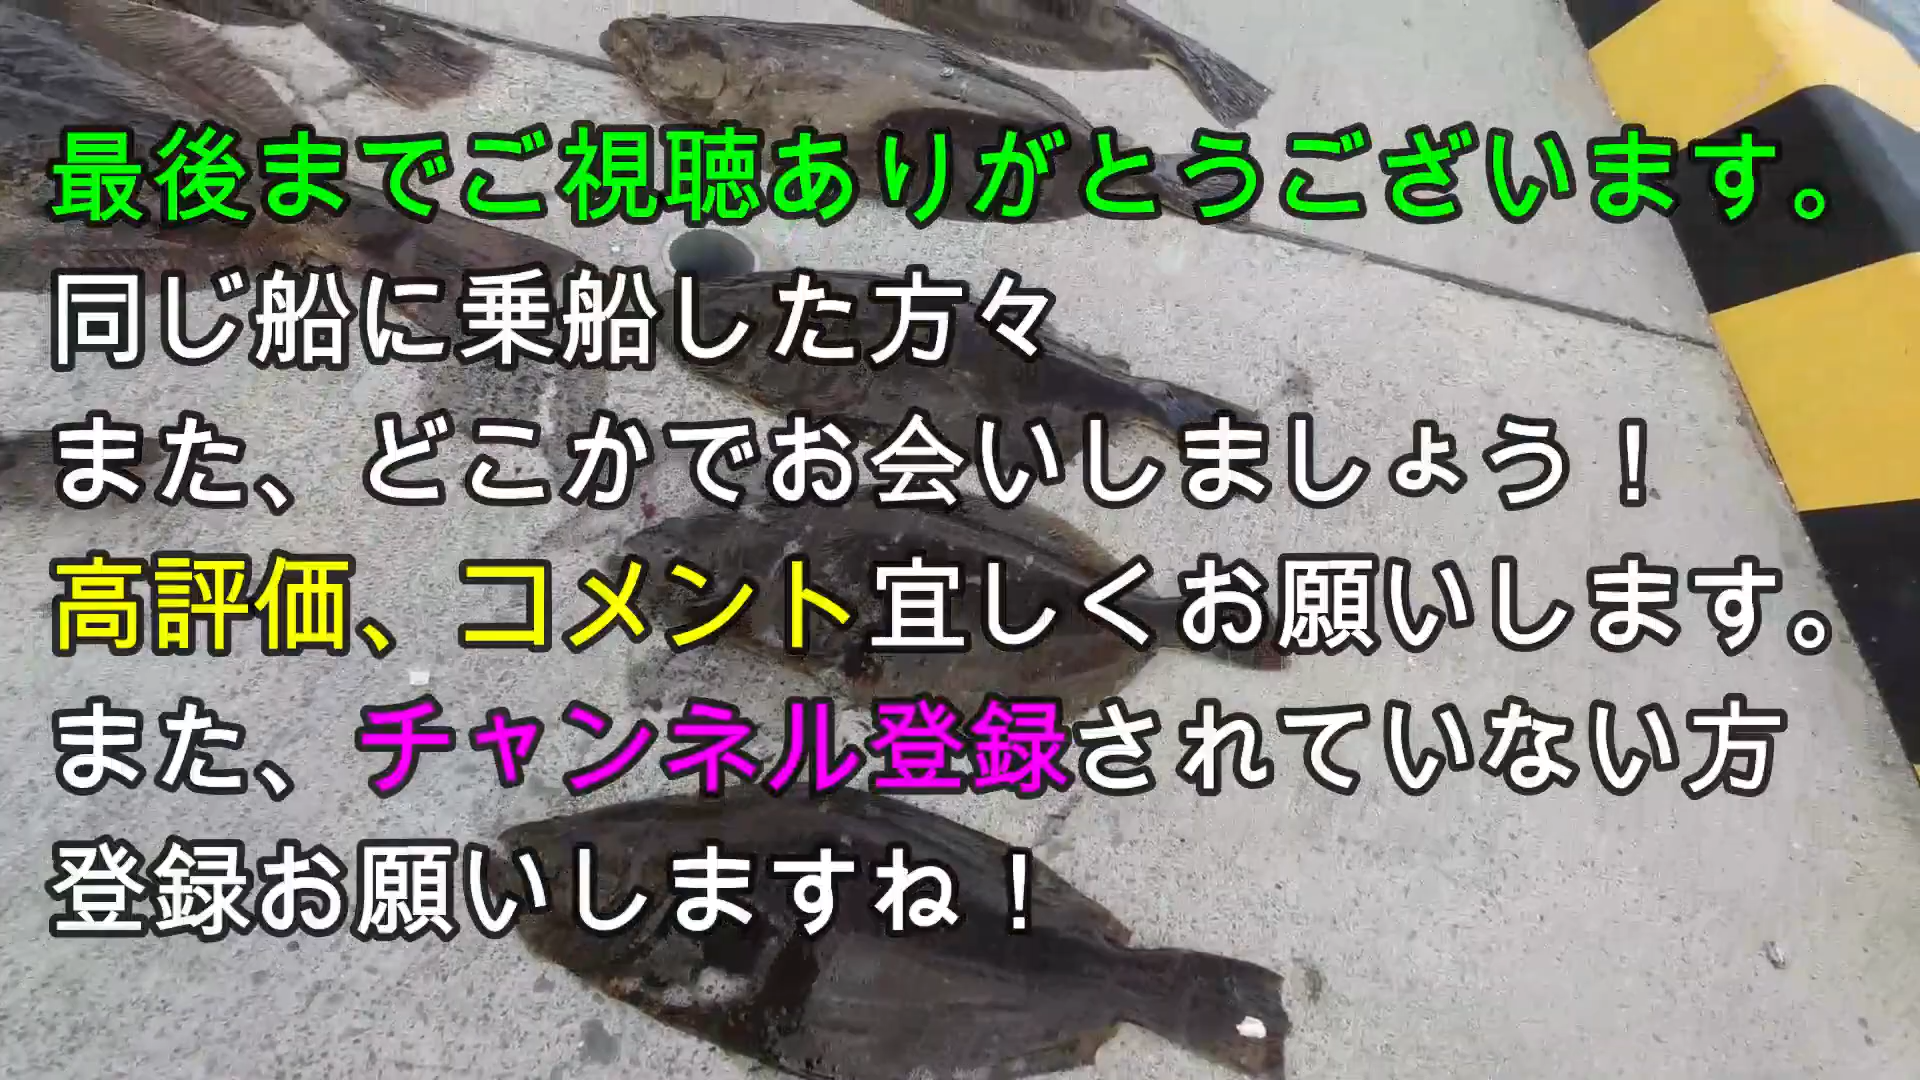 最後までご視聴ありがとうございます。
同じ船に乗船した方々
また、どこかでお会いしましょう！
高評価、コメント宜しくお願いします。
また、チャンネル登録されていない方
登録お願いしますね！